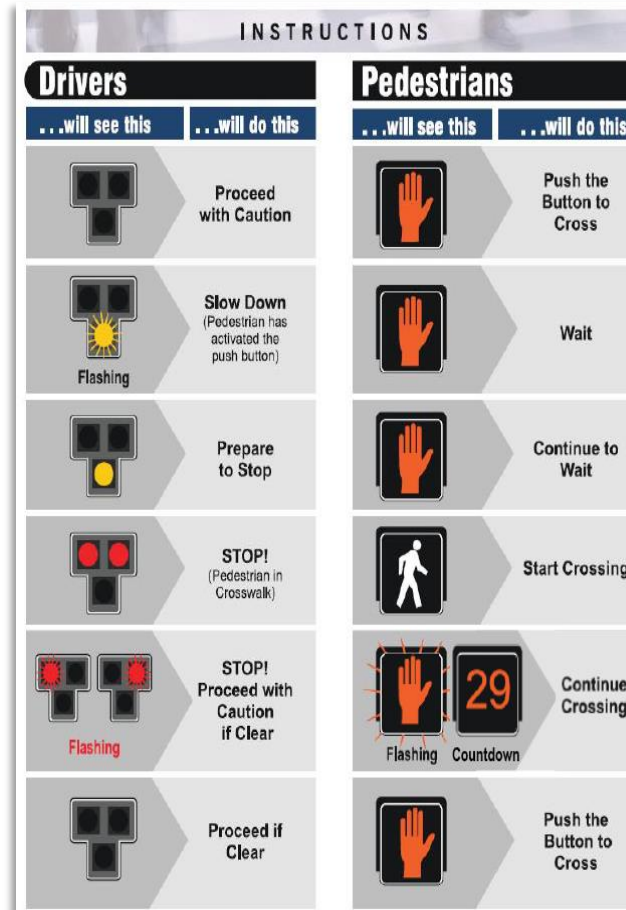 INSTRUCTIONS
Drivers
...will see this
...will do this
Proceed
with Caution
Flashing
Slow Down
(Pedestrian has
activated the
push button)
Prepare
to Stop
STOP!
(Pedestrian in
Crosswalk)
Flashing
STOP!
Proceed with
Caution
if Clear
Proceed if
Clear
Pedestrians
...will see this
...will do this
Push the
Button to
Cross
Wait
Continue to
Wait
Start Crossing
29
Flashing
Countdown
Continue
Crossing
Push the
Button to
Cross